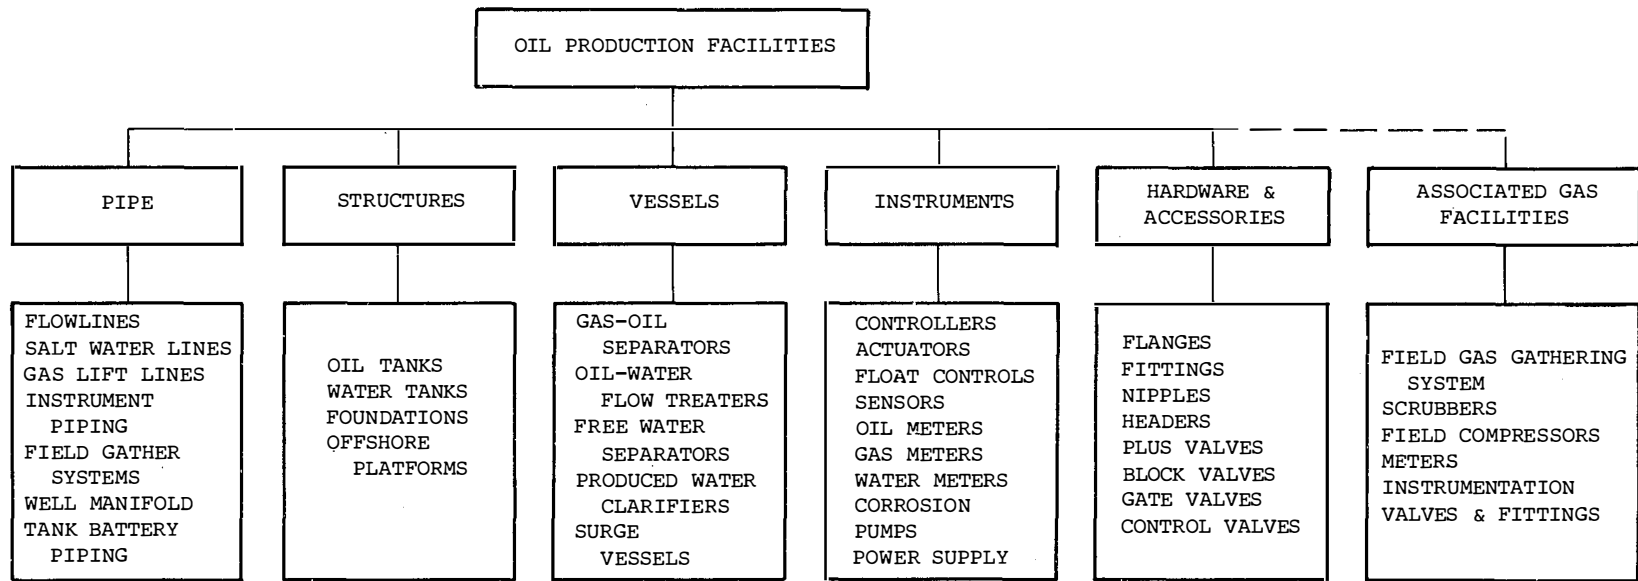 OIL PRODUCTION FACILITIES
PIPE
STRUCTURES
VESSELS
INSTRUMENTS
HARDWARE &
ACCESSORIES
ASSOCIATED GAS
FACILITIES
FLOWLINES
SALT WATER LINES
GAS LIFT LINES
INSTRUMENT
PIPING
FIELD GATHER
SYSTEMS
WELL MANIFOLD
TANK BATTERY
PIPING
OIL TANKS
WATER TANKS
FOUNDATIONS
OFFSHORE
PLATFORMS
GAS-OIL
SEPARATORS
OIL-WATER
FLOW TREATERS
FREE WATER
SEPARATORS
PRODUCED WATER
CLARIFIERS
SURGE
VESSELS
CONTROLLERS
ACTUATORS
FLOAT CONTROLS
SENSORS
OIL METERS
GAS METERS
WATER METERS
CORROSION
PUMPS
POWER SUPPLY
FLANGES
FITTINGS
NIPPLES
HEADERS
PLUS VALVES
BLOCK VALVES
GATE VALVES
CONTROL VALVES
FIELD GAS GATHERING
SYSTEM
SCRUBBERS
FIELD COMPRESSORS
METERS
INSTRUMENTATION
VALVES & FITTINGS